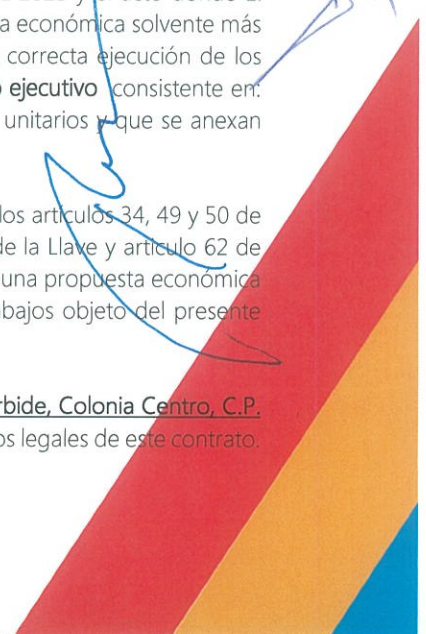 a económica solvente más
correcta ejecución de los
ejecutivo consistente en:
unitarios y que se anexan
los artículos 34, 49 y 50 de
de la Llave y artículo 62 de
una propuesta económica
bajos objeto del presente
rbide, Colonia Centro, C.P.
os legales de este contrato.